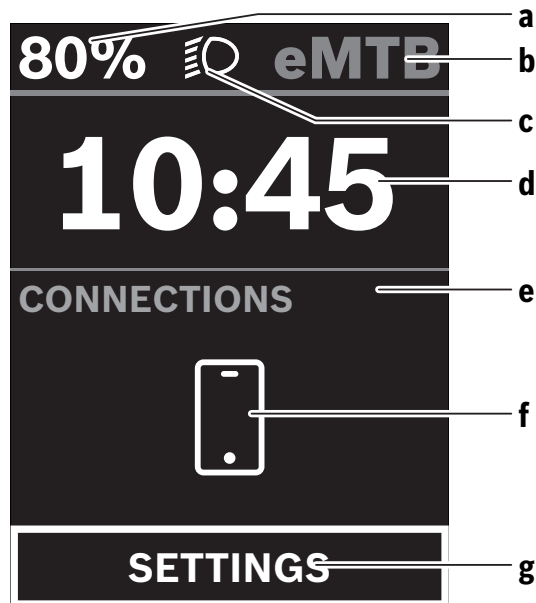 a
80% eMTB b
c
10:45 d
CONNECTIONS e
f
SETTINGS g